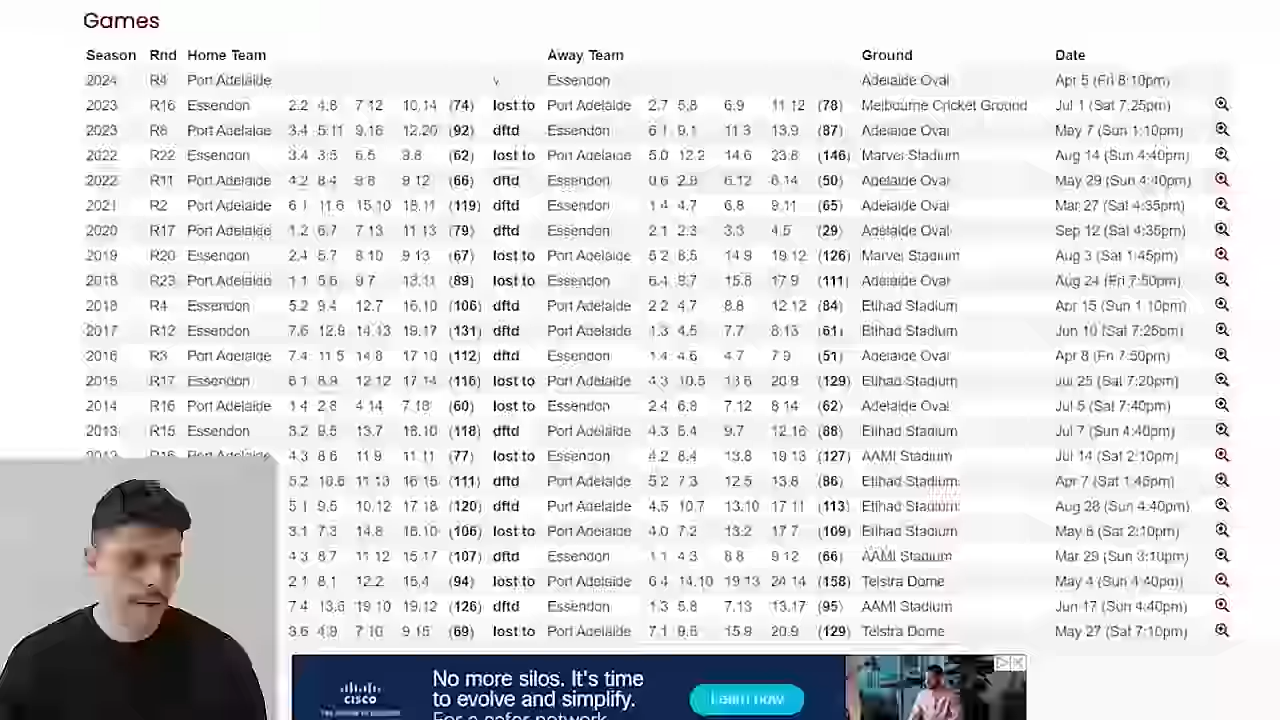 Games
Season Rnd Home Team Away Team Ground Date
2024 R4 Port Adelaide v Essendon Adelaide Oval Apr 5 (Fri 8:10pm)
2023 R16 Essendon 2.2 4.8 7.12 10.14 (74) lost to Port Adelaide 2.7 5.8 6.9 11.12 (78) Melbourne Cricket Ground Jul 1 (Sat 7:25pm)
2023 R8 Port Adelaide 3.4 5.11 9.16 12.20 (92) dftd Essendon 6.1 9.1 11.3 13.9 (87) Adelaide Oval May 7 (Sun 1:10pm)
2022 R22 Essendon 3.4 3.5 6.5 9.8 (62) lost to Port Adelaide 5.0 12.2 14.6 23.8 (146) Marvel Stadium Aug 14 (Sun 4:40pm)
2022 R11 Port Adelaide 4.2 8.4 9.8 9.12 (66) dftd Essendon 0.6 2.9 6.12 6.14 (50) Adelaide Oval May 29 (Sun 4:40pm)
2021 R2 Port Adelaide 6.1 11.6 15.10 18.11 (119) dftd Essendon 1.4 4.7 6.8 9.11 (65) Adelaide Oval Mar 27 (Sat 4:35pm)
2020 R17 Port Adelaide 1.2 6.7 7.13 11.13 (79) dftd Essendon 2.1 2.3 3.3 4.5 (29) Adelaide Oval Sep 12 (Sat 4:35pm)
2019 R20 Essendon 2.4 5.7 8.10 9.13 (67) lost to Port Adelaide 5.2 8.5 14.9 19.12 (126) Marvel Stadium Aug 3 (Sat 1:45pm)
2018 R23 Port Adelaide 1.1 5.6 9.7 13.11 (89) lost to Essendon 6.4 9.7 15.8 17.9 (111) Adelaide Oval Aug 24 (Fri 7:50pm)
2018 R4 Essendon 5.2 9.4 12.7 16.10 (106) dftd Port Adelaide 2.2 4.7 8.8 12.12 (84) Etihad Stadium Apr 15 (Sun 1:10pm)
2017 R12 Essendon 7.6 12.9 14.13 19.17 (131) dftd Port Adelaide 1.3 4.5 7.7 8.13 (61) Etihad Stadium Jun 10 (Sat 7:25pm)
2016 R3 Port Adelaide 7.4 11.5 14.8 17.10 (112) dftd Essendon 1.4 4.6 4.7 7.9 (51) Adelaide Oval Apr 8 (Fri 7:50pm)
2015 R17 Essendon 6.1 8.9 12.12 17.14 (116) lost to Port Adelaide 4.3 10.5 13.6 20.9 (129) Etihad Stadium Jul 25 (Sat 7:20pm)
2014 R16 Port Adelaide 1.4 2.8 4.14 7.18 (60) lost to Essendon 2.4 6.8 7.12 8.14 (62) Adelaide Oval Jul 5 (Sat 7:40pm)
2013 R15 Essendon 3.2 9.5 13.7 18.10 (118) dftd Port Adelaide 4.3 6.4 9.7 12.16 (88) Etihad Stadium Jul 7 (Sun 4:40pm)
4.3 8.6 11.9 11.11 (77) lost to Essendon 4.2 8.4 13.8 19.13 (127) AAMI Stadium Jul 14 (Sat 2:10pm)
5.2 10.6 11.13 16.15 (111) dftd Port Adelaide 5.2 7.3 12.5 13.8 (86) Etihad Stadium Apr 7 (Sat 1:45pm)
5.1 9.5 10.12 17.18 (120) dftd Port Adelaide 4.5 10.7 13.10 17.11 (113) Etihad Stadium Aug 28 (Sun 4:40pm)
3.1 7.3 14.8 16.10 (106) lost to Port Adelaide 4.0 7.2 13.2 17.7 (109) Etihad Stadium May 8 (Sat 2:10pm)
4.3 8.7 11.12 15.17 (107) dftd Essendon 1.1 4.3 8.8 9.12 (66) AAMI Stadium Mar 29 (Sun 3:10pm)
2.1 8.1 12.2 15.4 (94) lost to Port Adelaide 6.4 14.10 19.13 24.14 (158) Telstra Dome May 4 (Sun 4:40pm)
7.4 13.6 19.10 19.12 (126) dftd Essendon 1.3 5.8 7.13 13.17 (95) AAMI Stadium Jun 17 (Sun 4:40pm)
3.6 4.9 7.10 9.15 (69) lost to Port Adelaide 7.1 9.6 15.9 20.9 (129) Telstra Dome May 27 (Sat 7:10pm)
No more silos. It's time
to evolve and simplify.
For a safer network
CISCO
Learn now